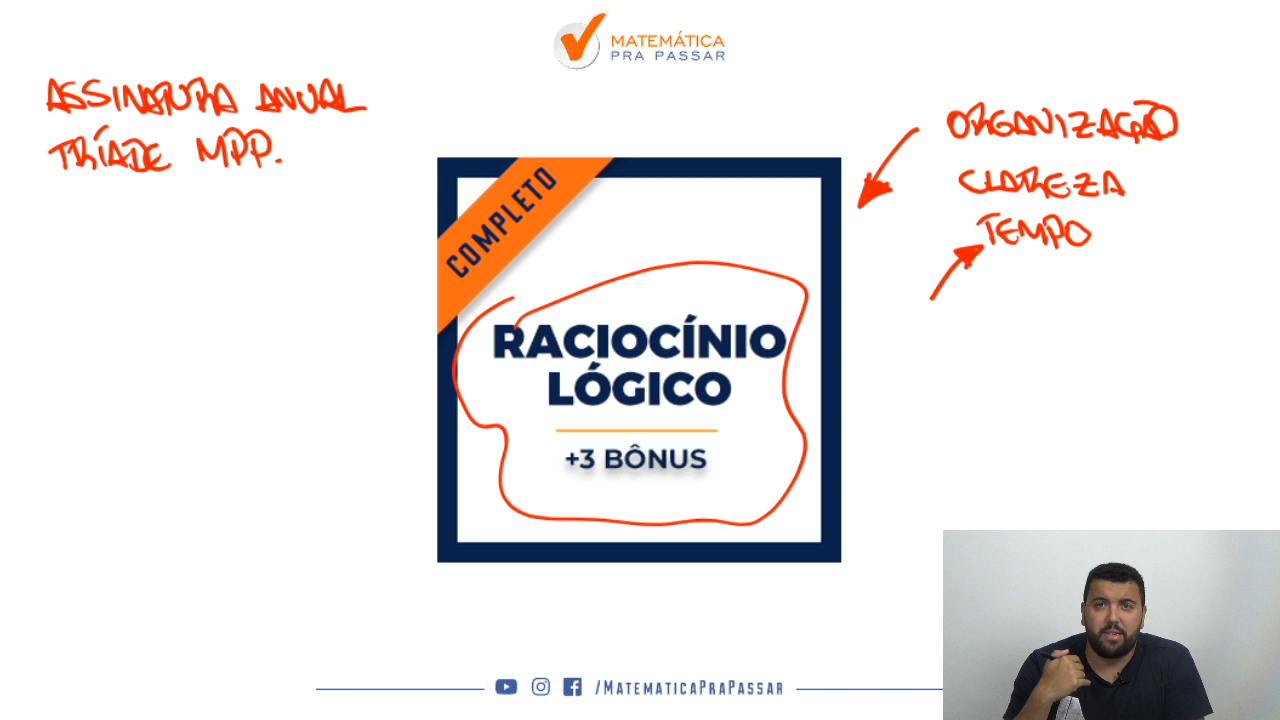 MATEMÁTICA
PRA PASSAR
ASSINATURA ANUAL
TRÍADE MPP.
ORGANIZAÇÃO
CLAREZA
TEMPO
COMPLETO
RACIOCÍNIO
LÓGICO
+3 BÔNUS
/MATEMATICAPRAPASSAR